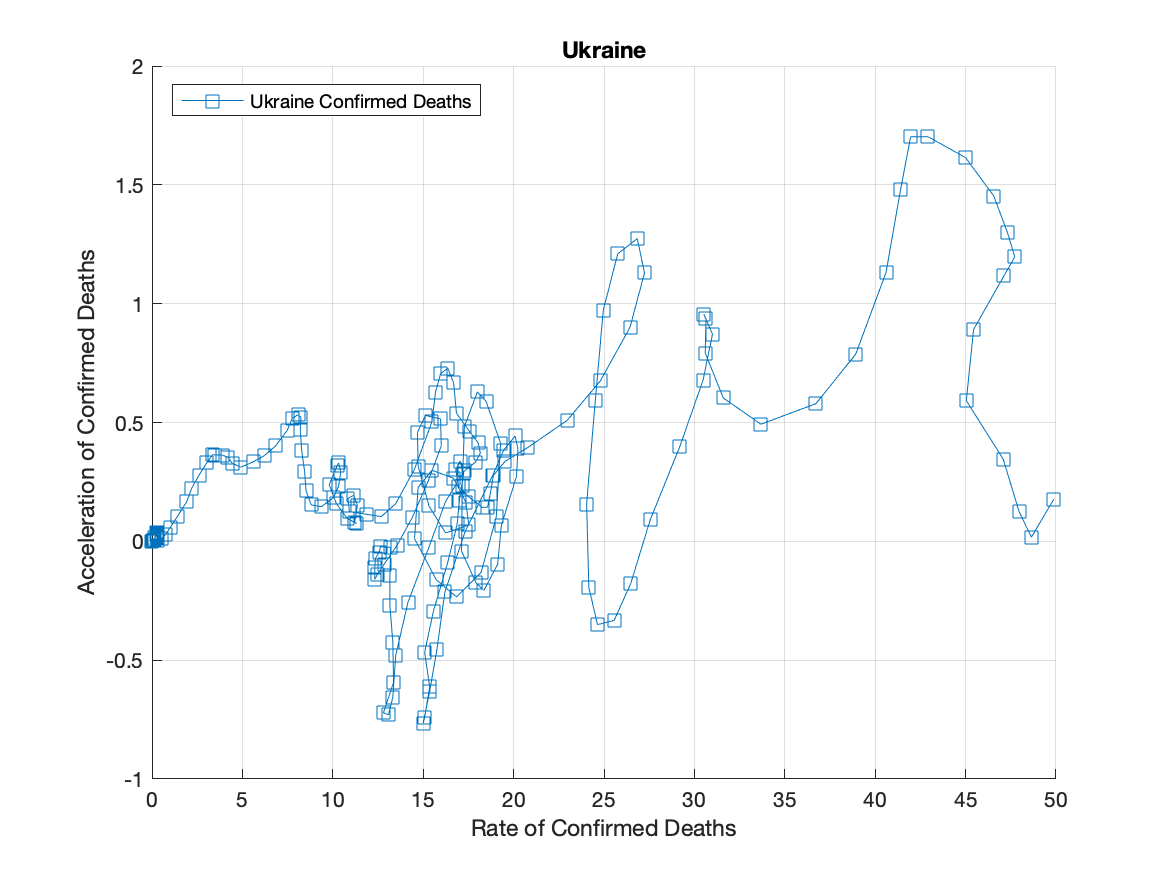 Ukraine
2
Ukraine Confirmed Deaths
1.5
1
0.5
0
-0.5
-1
Acceleration of Confirmed Deaths
0 5 10 15 20 25 30 35 40 45 50
Rate of Confirmed Deaths